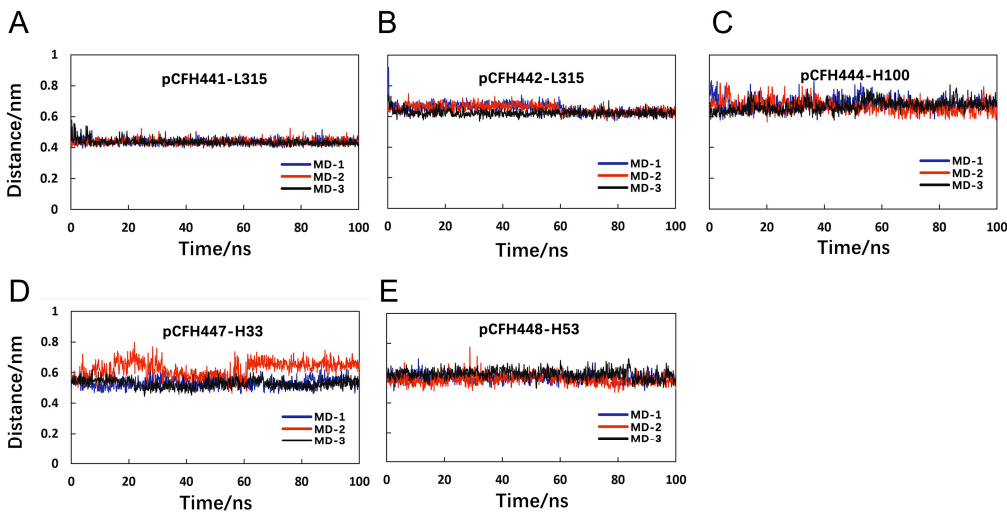 A
B
C
pCFH441-L315
pCFH442-L315
pCFH444-H100
Distance/nm
1
0.8
0.6
0.4
0.2
0
MD-1
MD-2
MD-3
MD-1
MD-2
MD-3
MD-1
MD-2
MD-3
0 20 40 60 80 100
0 20 40 60 80 100
0 20 40 60 80 100
Time/ns
Time/ns
Time/ns
D
E
pCFH447-H33
pCFH448-H53
Distance/nm
1
0.8
0.6
0.4
0.2
0
MD-1
MD-2
MD-3
MD-1
MD-2
MD-3
0 20 40 60 80 100
0 20 40 60 80 100
Time/ns
Time/ns